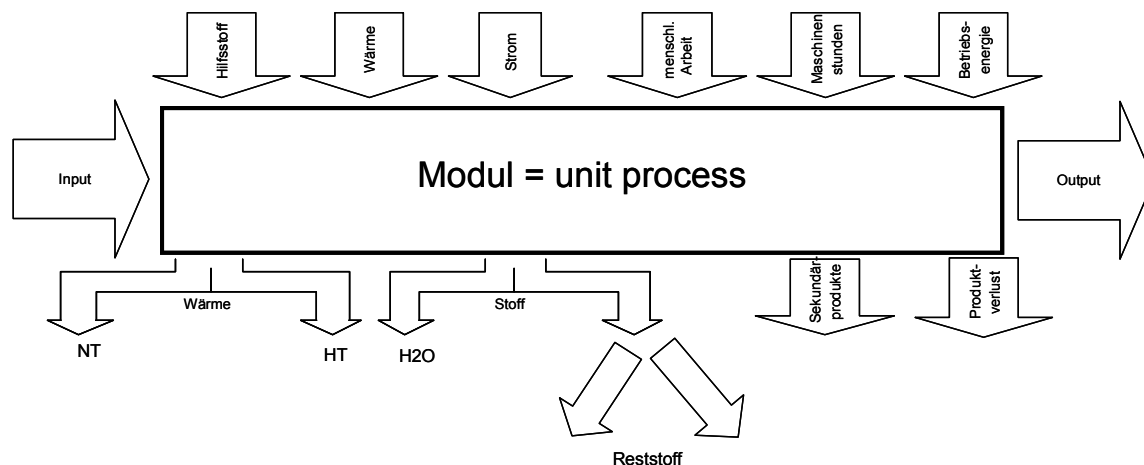 Hilfsstoff
Wärme
Strom
menschl.
Arbeit
Maschinen
stunden
Betriebs-
energie
Input
Modul = unit process
Output
Wärme
Stoff
Sekundär-
produkte
Produkt-
verlust
NT
HT
H2O
Reststoff